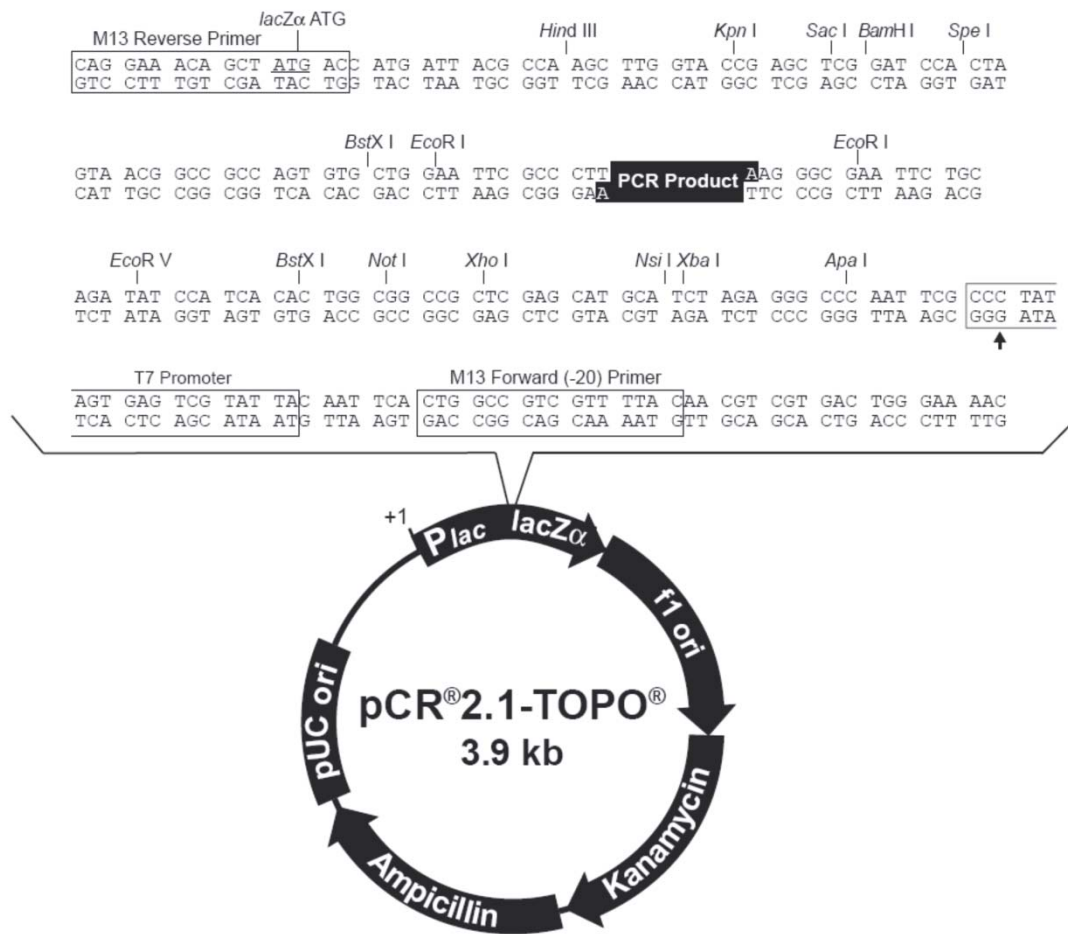 lacZα ATG
M13 Reverse Primer
Hind III Kpn I Sac I BamH I Spe I
CAG GAA ACA GCT ATG ACC ATG ATT ACG CCA AGC TTG GTA CCG AGC TCG GAT CCA CTA
GTC CTT TGT CGA TAC TGG TAC TAA TGC GGT TCG AAC CAT GGC TCG AGC CTA GGT GAT
BstX I EcoR I EcoR I
GTA ACG GCC GCC AGT GTG CTG GAA TTC GCC CTT PCR Product AAG GGC GAA TTC TGC
CAT TGC CGG CGG TCA CAC GAC CTT AAG CGG GAA TTC CCG CTT AAG ACG
EcoR V BstX I Not I Xho I Nsi I Xba I Apa I
AGA TAT CCA TCA CAC TGG CGG CCG CTC GAG CAT GCA TCT AGA GGG CCC AAT TCG CCC TAT
TCT ATA GGT AGT GTG ACC GCC GGC GAG CTC GTA CGT AGA TCT CCC GGG TTA AGC GGG ATA
T7 Promoter M13 Forward (-20) Primer
AGT GAG TCG TAT TAC AAT TCA CTG GCC GTC GTT TTA CAA CGT CGT GAC TGG GAA AAC
TCA CTC AGC ATA ATG TTA AGT GAC CGG CAG CAA AAT GTT GCA GCA CTG ACC CTT TTG
+1
Plac lacZα
f1 ori
pUC ori
pCR®2.1-TOPO®
3.9 kb
Kanamycin
Ampicillin